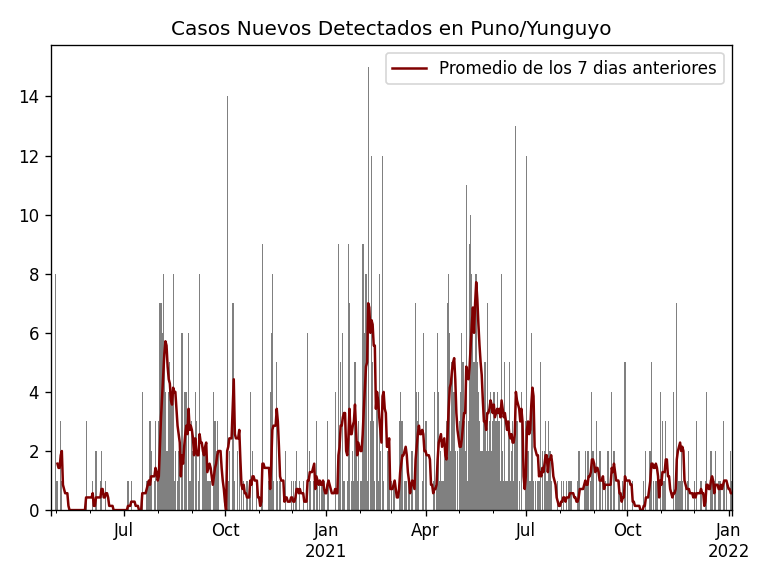 Casos Nuevos Detectados en Puno/Yunguyo
Promedio de los 7 dias anteriores
14
12
10
8
6
4
2
0
Jul
Oct
Jan
2021
Apr
Jul
Oct
Jan
2022